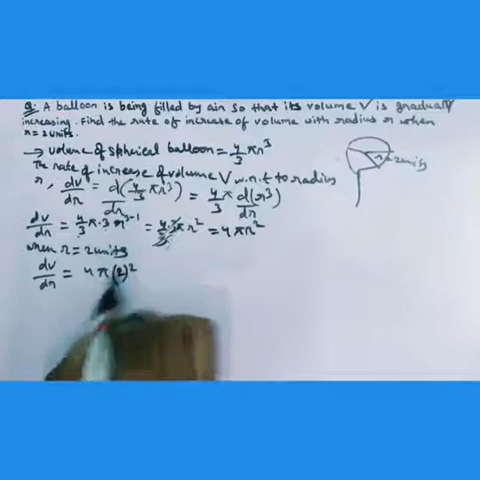 Q. A balloon is being filled by air so that its volume V is gradually
increasing. Find the rate of increase of volume with radius r when
r = 2 units.
→ volume of spherical balloon = 4/3 πr³
The rate of increase of volume V w.r.t to radius
r, dv/dr = d(4/3 πr³)/dr = 4/3 π d(r³)/dr
dv/dr = 4/3 π·3 r³⁻¹ = 4·3/3 πr² = 4πr²
when r = 2 units
dv/dr = 4π(2)²
r=2units